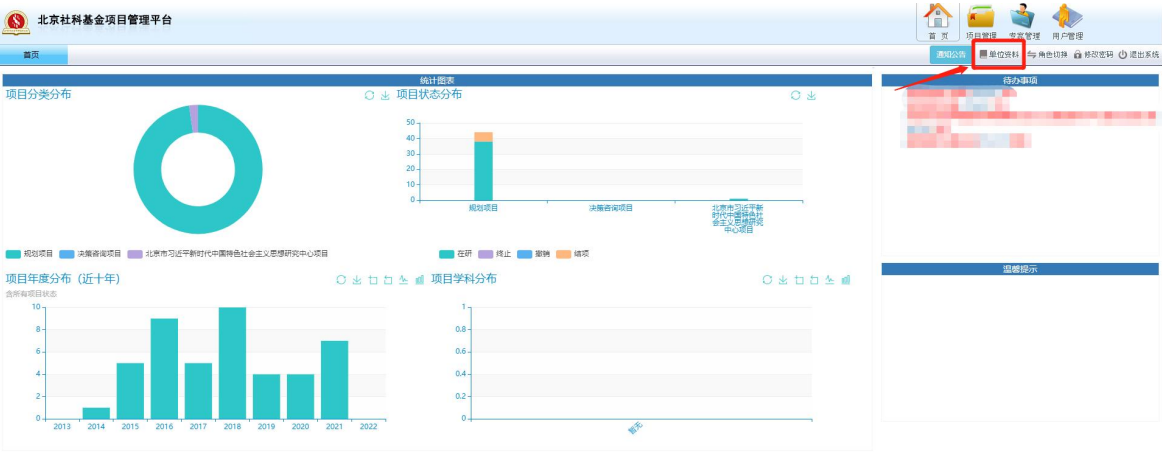 北京社科基金项目管理平台
首 页 项目管理 专家管理 用户管理
首页
通知公告 单位资料 角色切换 修改密码 退出系统
统计图表
待办事项
项目分类分布
项目状态分布
50
40
30
20
10
0
规划项目 决策咨询项目 北京市习近平新
时代中国特色社
会主义思想研究
中心项目
规划项目 决策咨询项目 北京市习近平新时代中国特色社会主义思想研究中心项目
在研 终止 撤销 结项
温馨提示
项目年度分布（近十年）
含所有项目状态
10
8
6
4
2
0
2013 2014 2015 2016 2017 2018 2019 2020 2021 2022
项目学科分布
1
0.8
0.6
0.4
0.2
0
暂无